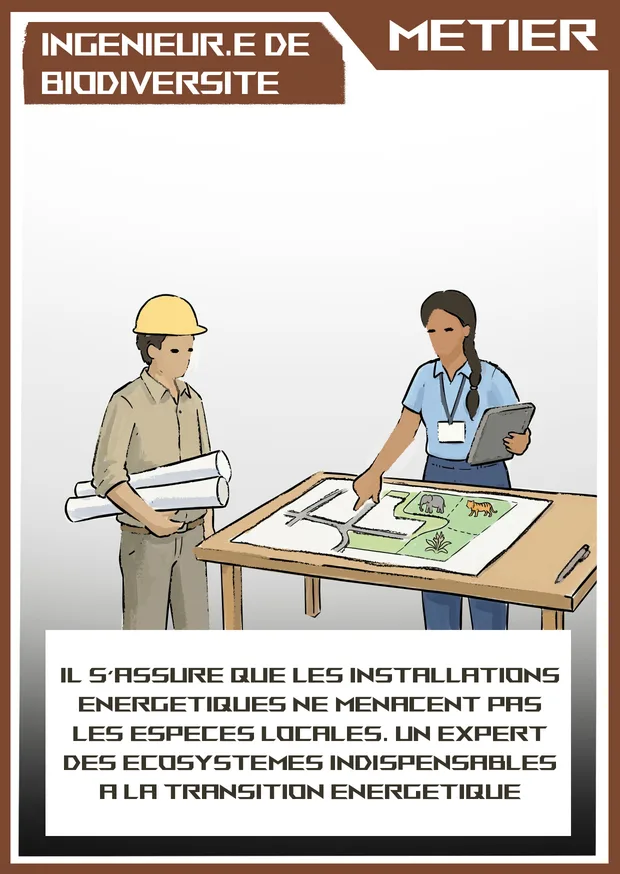 INGENIEUR.E DE
BIODIVERSITE
METIER
IL S'ASSURE QUE LES INSTALLATIONS
ENERGETIQUES NE MENACENT PAS
LES ESPECES LOCALES. UN EXPERT
DES ECOSYSTEMES INDISPENSABLES
A LA TRANSITION ENERGETIQUE